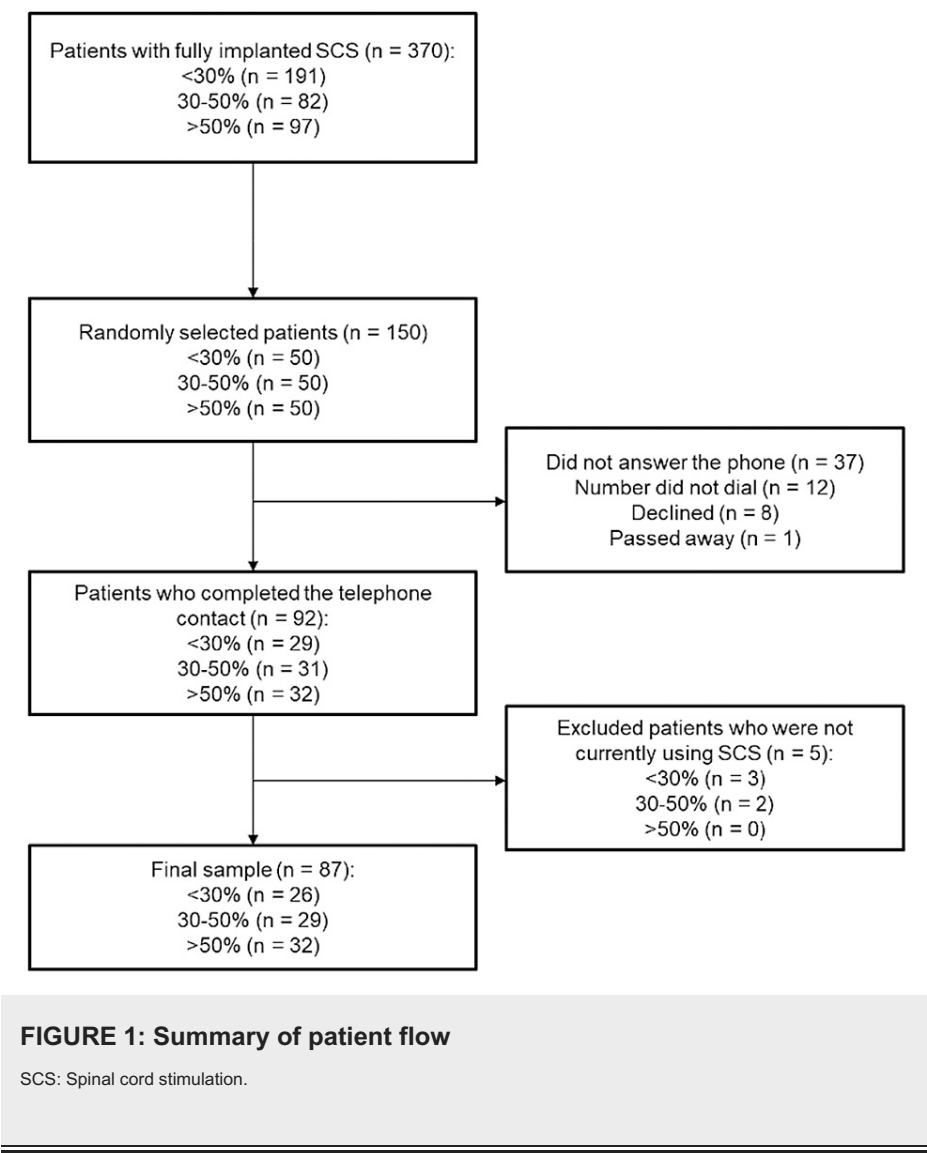 Patients with fully implanted SCS (n = 370):
<30% (n = 191)
30-50% (n = 82)
>50% (n = 97)
Randomly selected patients (n = 150)
<30% (n = 50)
30-50% (n = 50)
>50% (n = 50)
Did not answer the phone (n = 37)
Number did not dial (n = 12)
Declined (n = 8)
Passed away (n = 1)
Patients who completed the telephone
contact (n = 92):
<30% (n = 29)
30-50% (n = 31)
>50% (n = 32)
Excluded patients who were not
currently using SCS (n = 5):
<30% (n = 3)
30-50% (n = 2)
>50% (n = 0)
Final sample (n = 87):
<30% (n = 26)
30-50% (n = 29)
>50% (n = 32)
FIGURE 1: Summary of patient flow
SCS: Spinal cord stimulation.